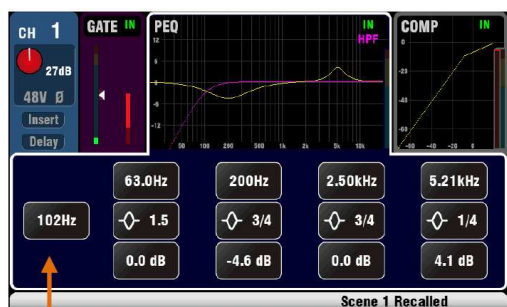 CH 1
27dB
48V Ø
Insert
Delay
GATE IN
PEQ IN
HPF
12
6
-6
-12
50 100 200 500 1k 2k 5k 10k
COMP IN
0
-20
-40
-60
-60 -40 -20 0
63.0Hz 200Hz 2.50kHz 5.21kHz
102Hz 1.5 3/4 3/4 1/4
0.0 dB -4.6 dB 0.0 dB 4.1 dB
Scene 1 Recalled